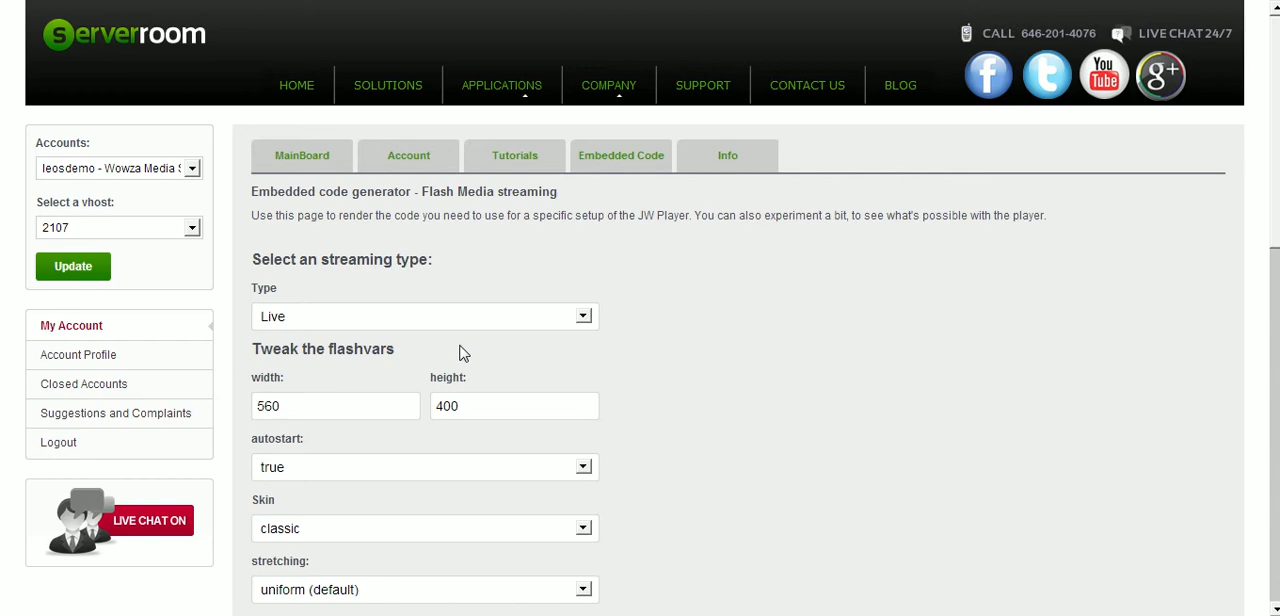 serverroom
CALL 646-201-4076
LIVE CHAT 24/7
HOME
SOLUTIONS
APPLICATIONS
COMPANY
SUPPORT
CONTACT US
BLOG
f
t
You
Tube
g+
Accounts:
leosdemo - Wowza Media S
Select a vhost:
2107
Update
My Account
Account Profile
Closed Accounts
Suggestions and Complaints
Logout
LIVE CHAT ON
MainBoard
Account
Tutorials
Embedded Code
Info
Embedded code generator - Flash Media streaming
Use this page to render the code you need to use for a specific setup of the JW Player. You can also experiment a bit, to see what's possible with the player.
Select an streaming type:
Type
Live
Tweak the flashvars
width:
height:
560
400
autostart:
true
Skin
classic
stretching:
uniform (default)